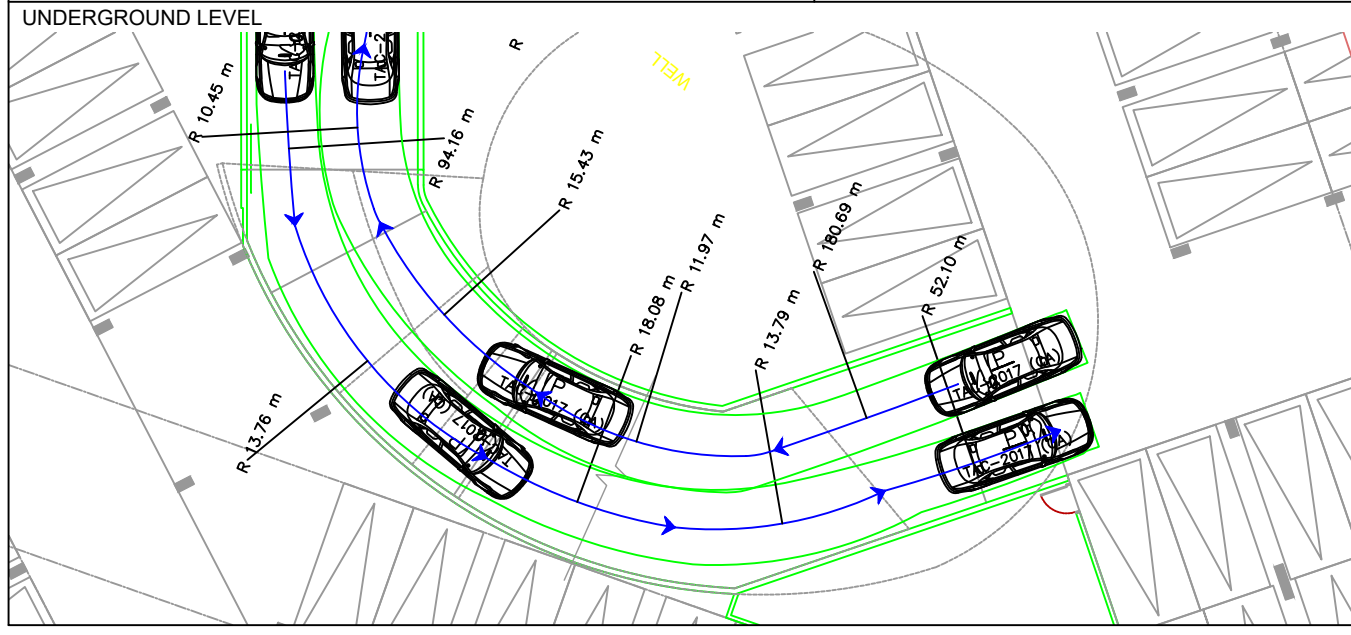 UNDERGROUND LEVEL
R
WELL
R 10.45 m
R 94.16 m
R 15.43 m
R 11.97 m
R 180.69 m
R 52.10 m
R 18.08 m
R 13.79 m
R 13.76 m
P
TAC-2017 (CA)
P
TAC-2017 (CA)